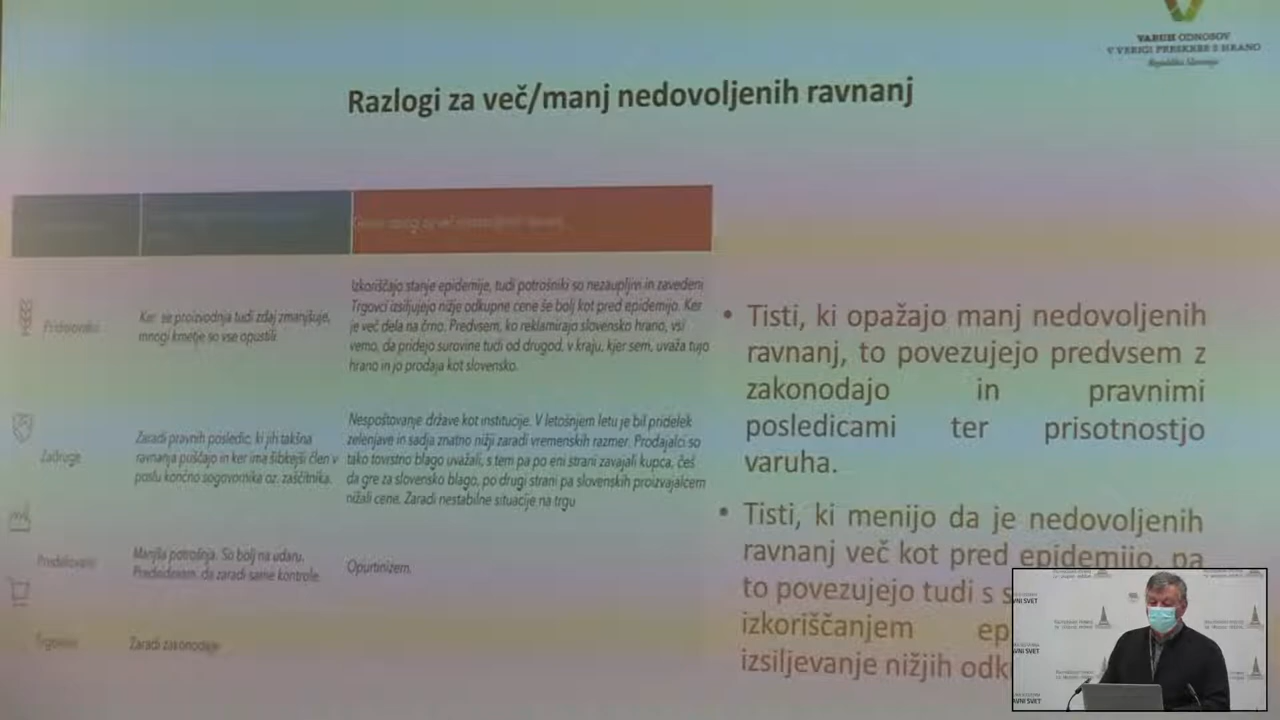 VARUH ODNOSOV
V VERIGI PRESKRBE S HRANO
Republika Slovenija
Razlogi za več/manj nedovoljenih ravnanj
Ker se proizvodnja tudi zdaj zmanjšuje,
mnogi kmetje so vse opustili
Izkoriščajo stanje epidemije, tudi potrošniki so nezaupljivi in zavedeni
Trgovci izsiljujejo nižje odkupne cene še bolj kot pred epidemijo. Ker
je več dela na črno. Predvsem, ko reklamirajo slovensko hrano, vsi
vemo, da pridejo surovine tudi od drugod, v kraju, kjer sem, uvaža tujo
hrano in jo prodaja kot slovensko.
Zadruge
Zaradi pravnih posledic, ki jih takšna
ravnanja puščajo in ker ima šibkejši člen v
poslu končno sogovornika oz. zaščitnika.
Nespoštovanje države kot institucije. V letošnjem letu je bil pridelek
zelenjave in sadja znatno nižji zaradi vremenskih razmer. Prodajalci so
tako tovrstno blago uvažali, s tem pa po eni strani zavajali kupca, češ
da gre za slovensko blago, po drugi strani pa slovenskih proizvajalcem
nižali cene. Zaradi nestabilne situacije na trgu
Manjša potrošnja. So bolj na udaru.
Predvidevam, da zaradi same kontrole.
Opurtinizem.
Zaradi zakonodaje
• Tisti, ki opažajo manj nedovoljenih
ravnanj, to povezujejo predvsem z
zakonodajo in pravnimi
posledicami ter prisotnostjo
varuha.
• Tisti, ki menijo da je nedovoljenih
ravnanj več kot pred epidemijo, pa
to povezujejo tudi s s
izkoriščanjem ep
izsiljevanje nižjih odk
AVNI SVET
AVNI SVET